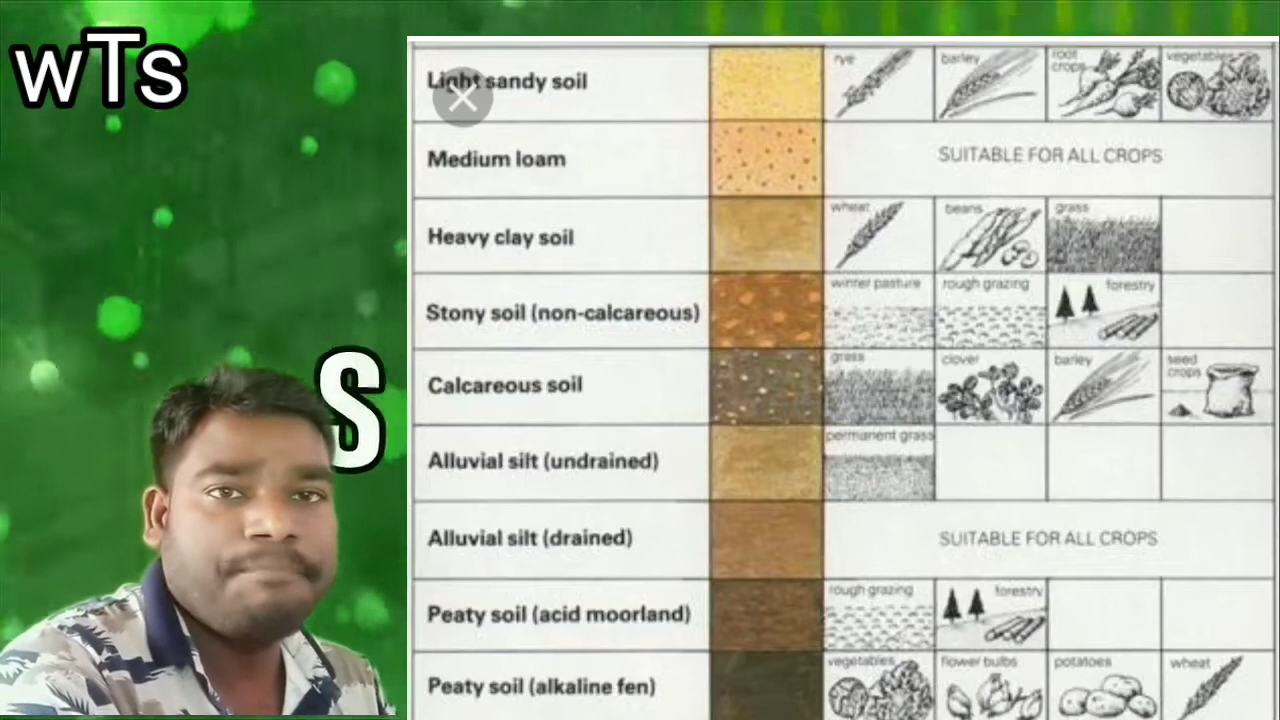 wTs
S
Light sandy soil
rye
barley
root
crops
vegetables
Medium loam
SUITABLE FOR ALL CROPS
Heavy clay soil
wheat
beans
grass
Stony soil (non-calcareous)
winter pasture
rough grazing
forestry
Calcareous soil
grass
clover
barley
seed
crops
Alluvial silt (undrained)
permanent grass
Alluvial silt (drained)
SUITABLE FOR ALL CROPS
Peaty soil (acid moorland)
rough grazing
forestry
Peaty soil (alkaline fen)
vegetables
flower bulbs
potatoes
wheat